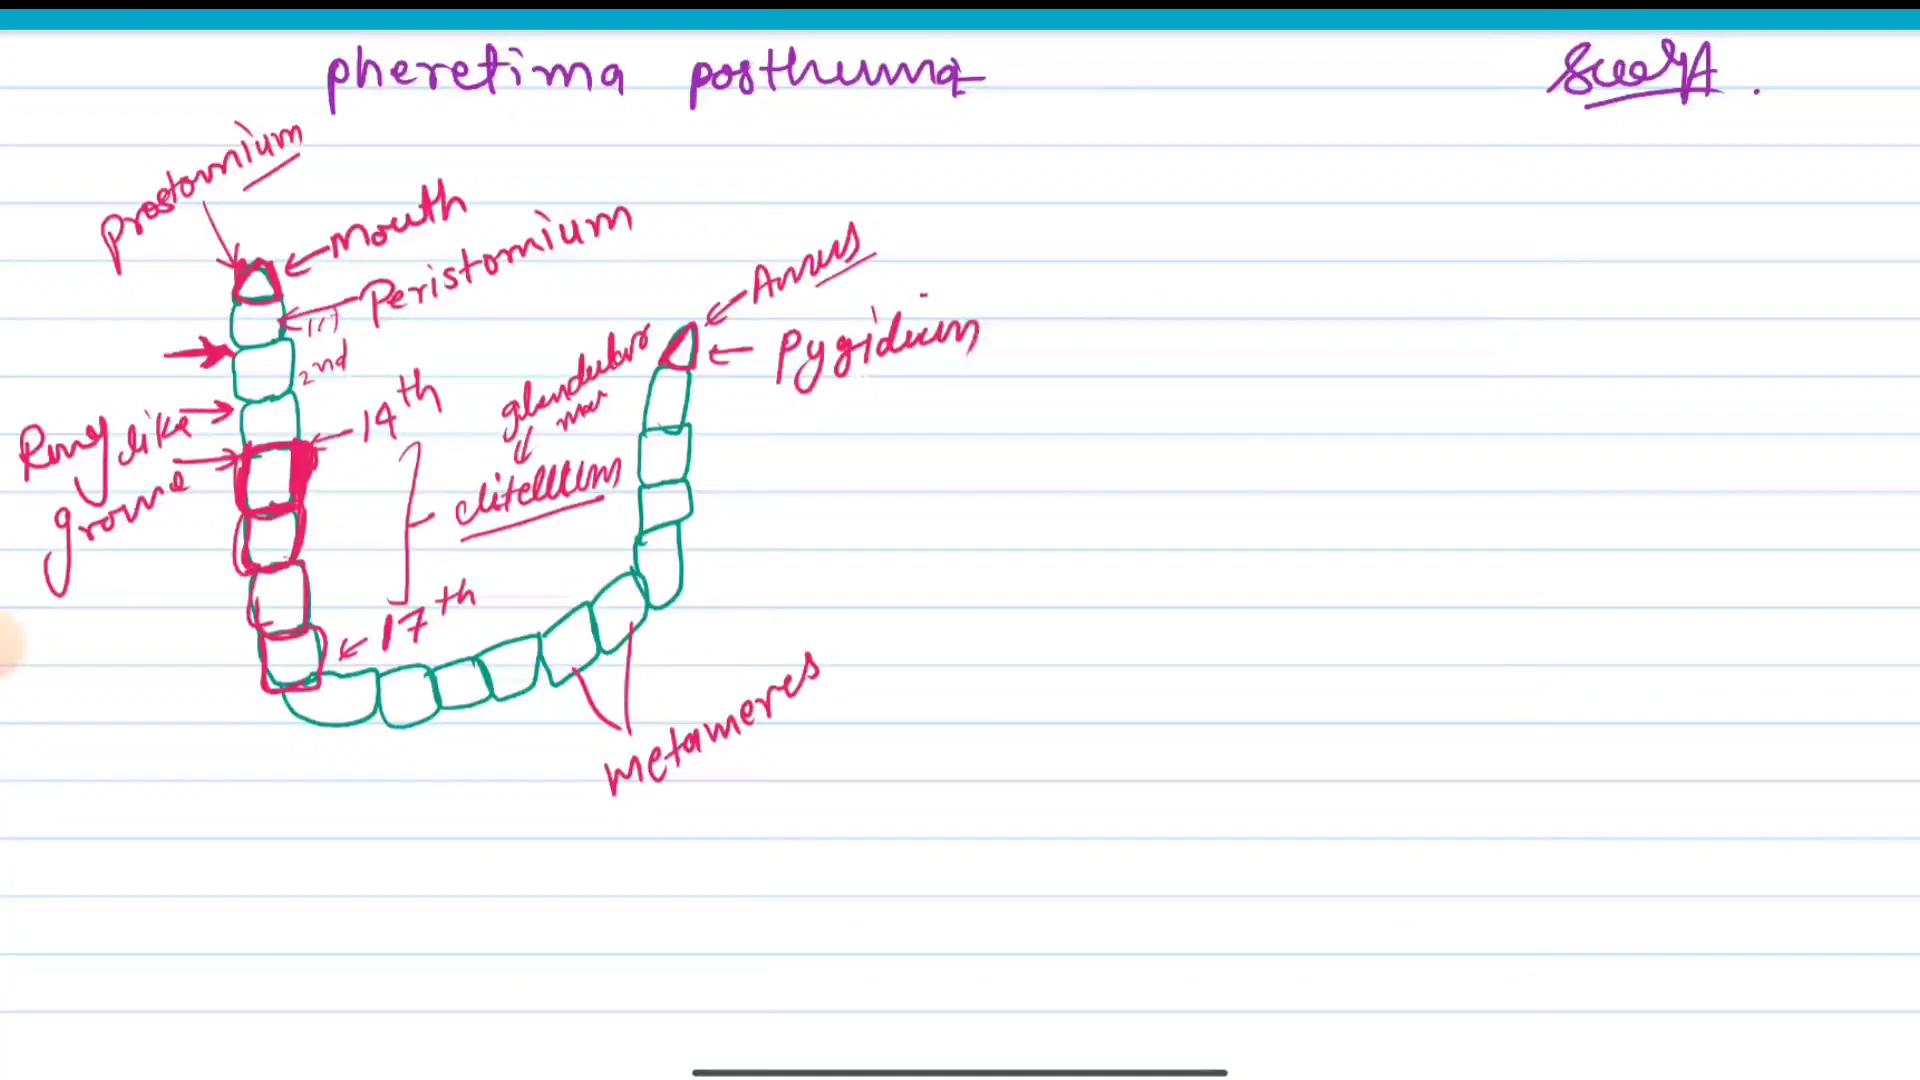 pheretima posthuma
Prostomium
Mouth
Peristomium
1st
2nd
Anus
Pygidium
Ring like
groove
14th
glandular
clitellum
17th
metameres